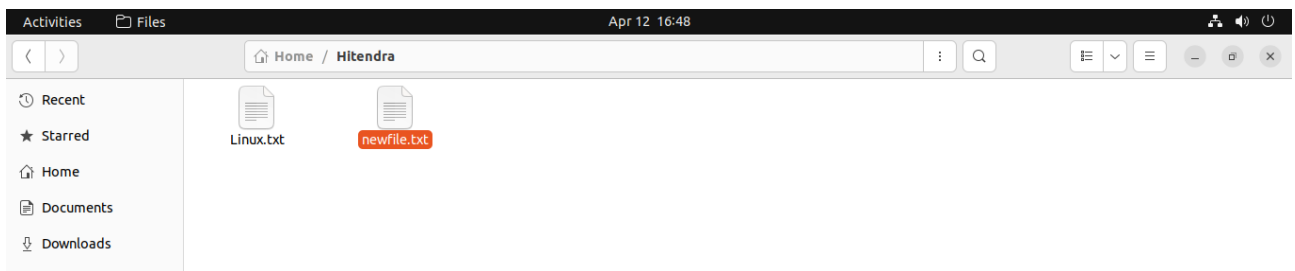 Activities Files Apr 12 16:48
Home / Hitendra
Recent
Starred
Home
Documents
Downloads
Linux.txt newfile.txt